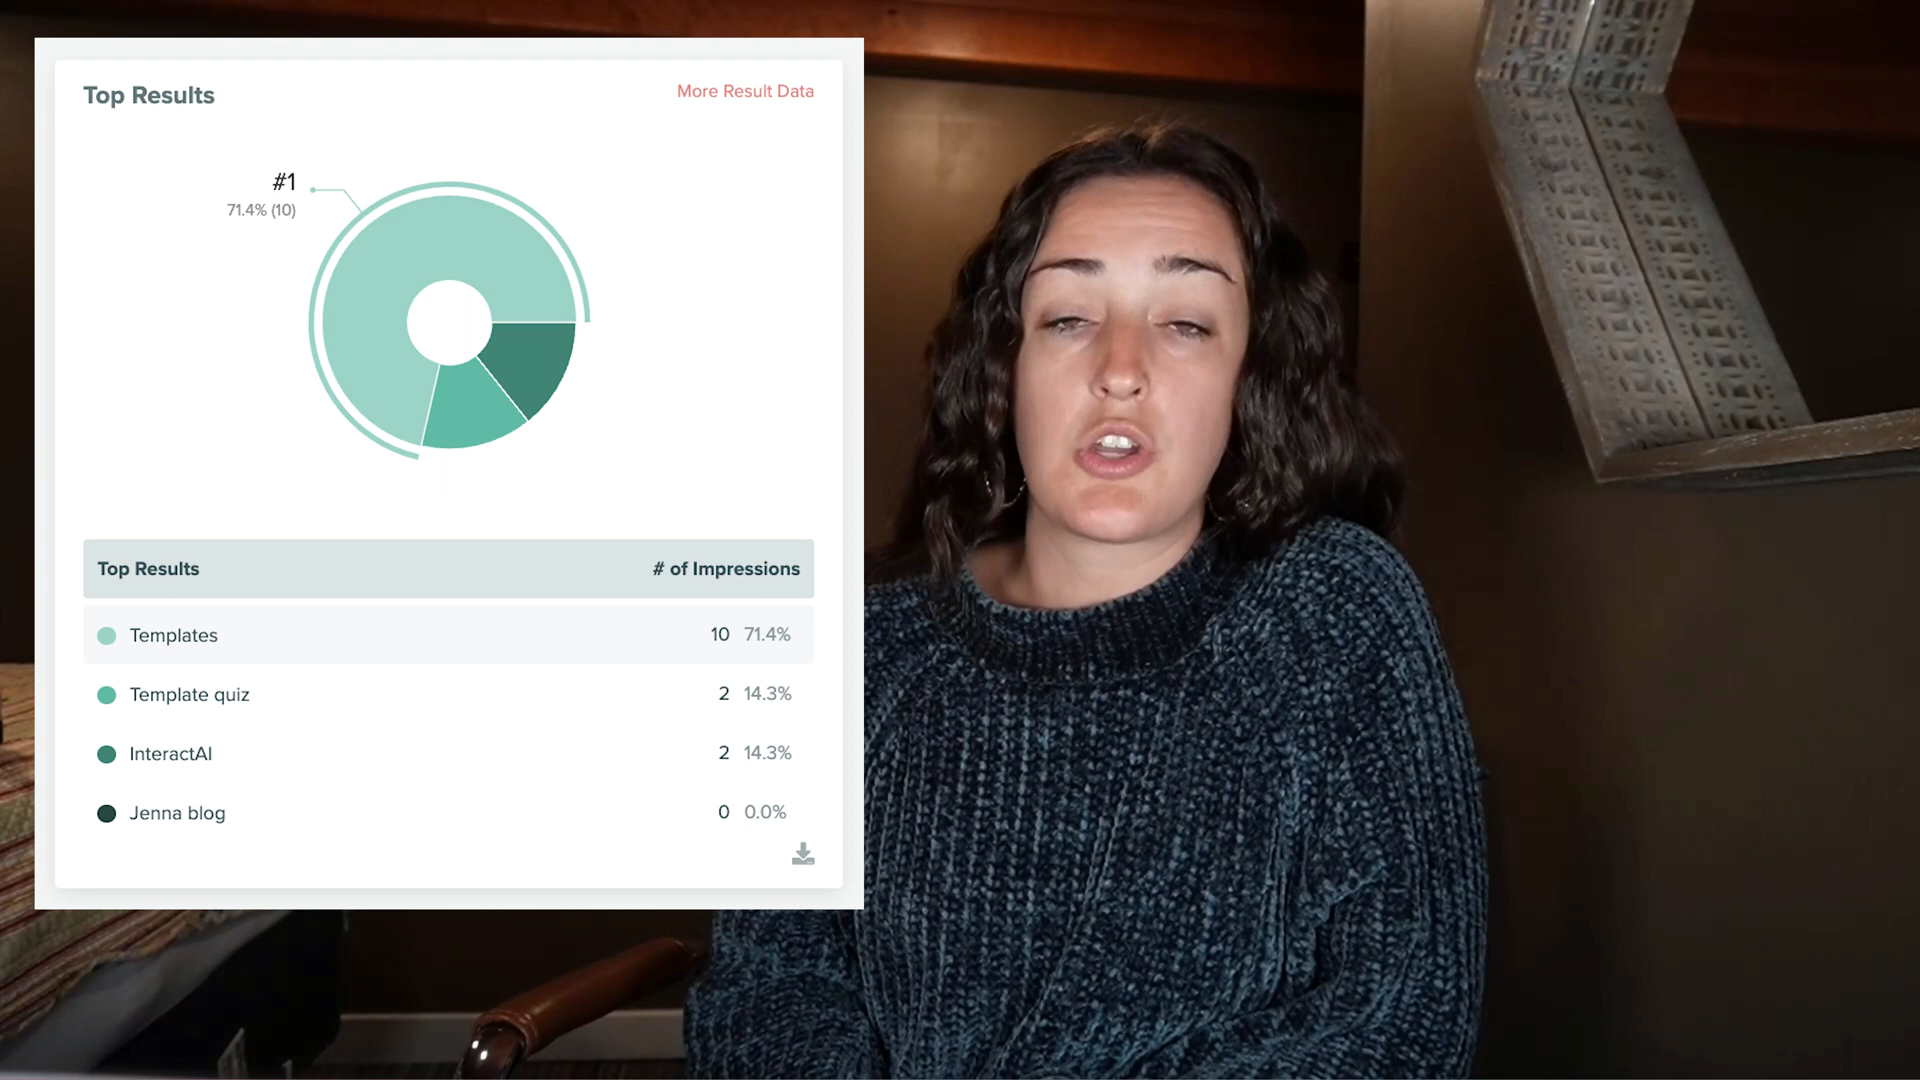 Top Results
More Result Data
#1
71.4% (10)
Top Results # of Impressions
Templates 10 71.4%
Template quiz 2 14.3%
InteractAI 2 14.3%
Jenna blog 0 0.0%